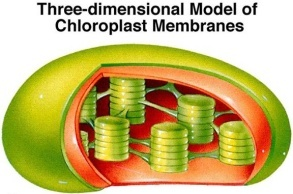 Three-dimensional Model of
Chloroplast Membranes